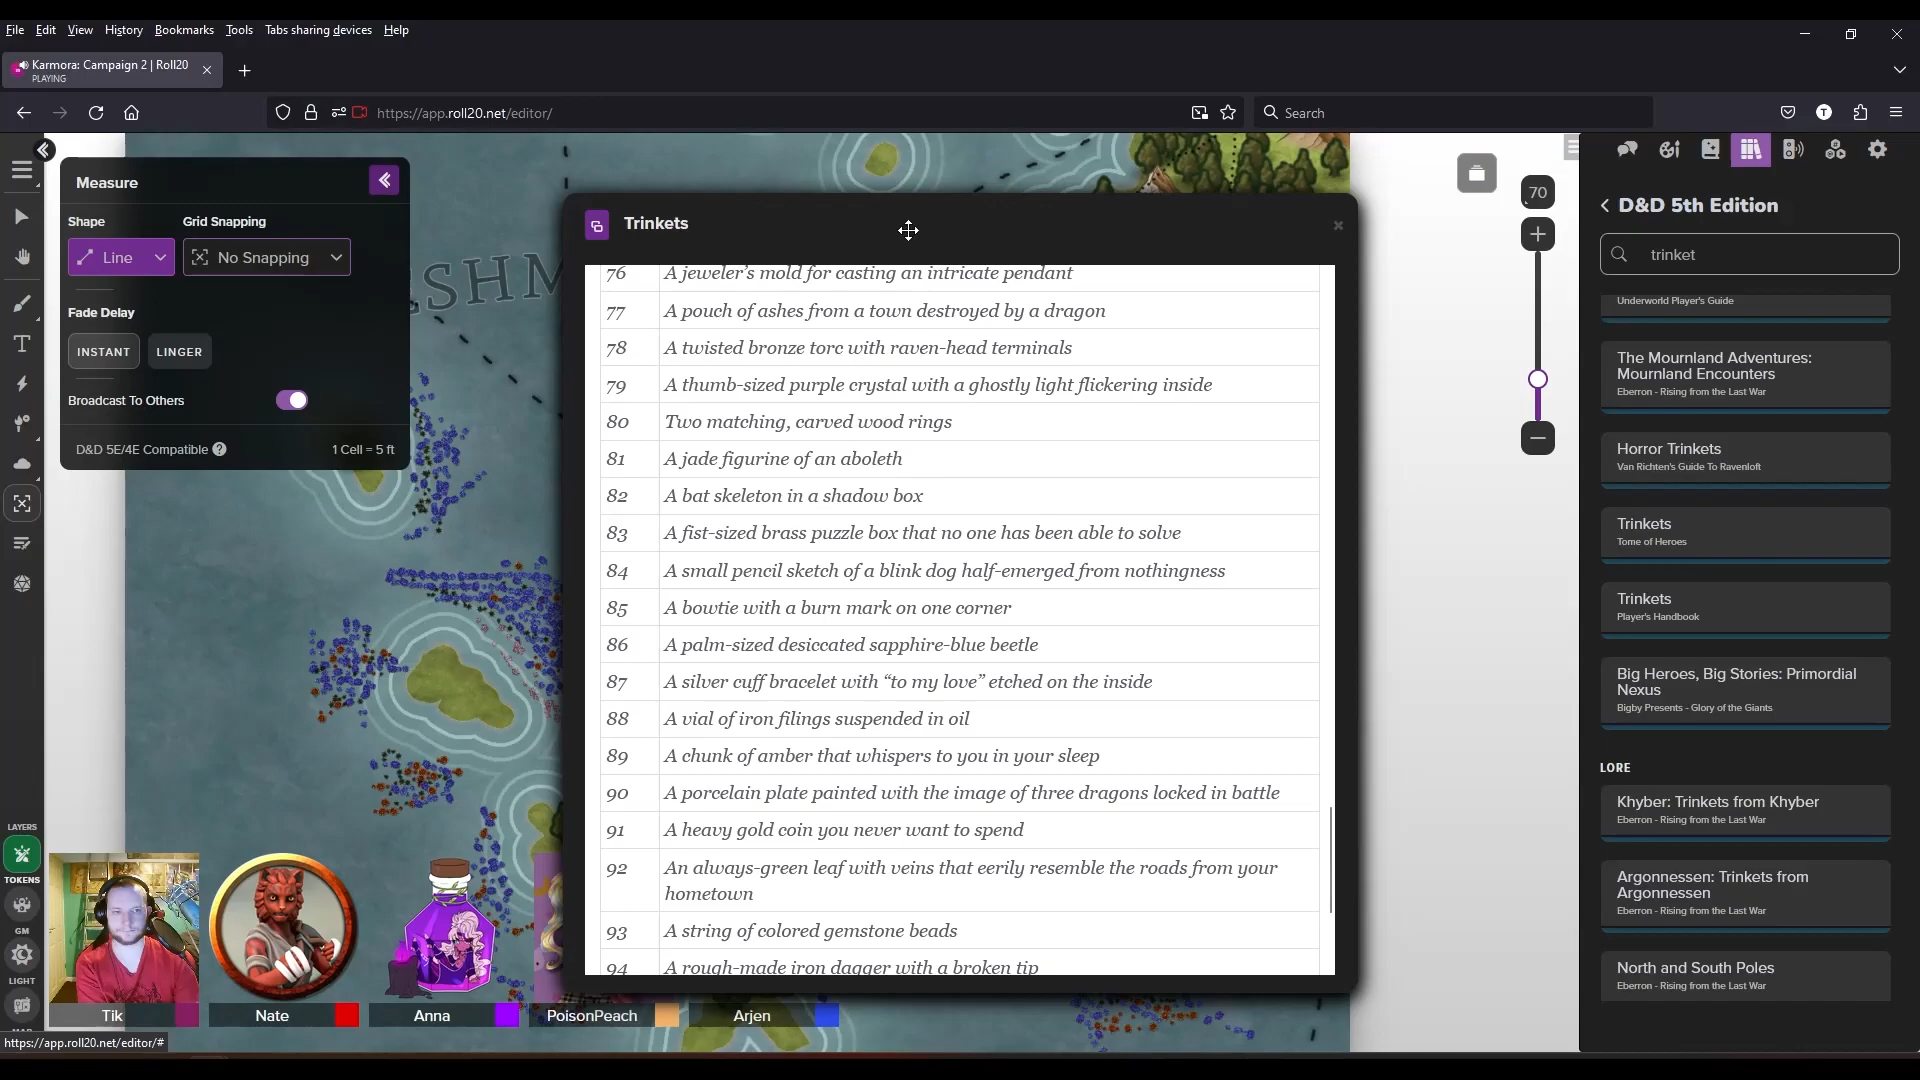 File Edit View History Bookmarks Tools Tabs sharing devices Help
Karmora: Campaign 2 | Roll20
PLAYING
https://app.roll20.net/editor/
Search
T
Measure
Shape
Grid Snapping
Line
No Snapping
Fade Delay
INSTANT
LINGER
Broadcast To Others
D&D 5E/4E Compatible
1 Cell = 5 ft
ESHM
Trinkets
76 A jeweler’s mold for casting an intricate pendant
77 A pouch of ashes from a town destroyed by a dragon
78 A twisted bronze torc with raven-head terminals
79 A thumb-sized purple crystal with a ghostly light flickering inside
80 Two matching, carved wood rings
81 A jade figurine of an aboleth
82 A bat skeleton in a shadow box
83 A fist-sized brass puzzle box that no one has been able to solve
84 A small pencil sketch of a blink dog half-emerged from nothingness
85 A bowtie with a burn mark on one corner
86 A palm-sized desiccated sapphire-blue beetle
87 A silver cuff bracelet with “to my love” etched on the inside
88 A vial of iron filings suspended in oil
89 A chunk of amber that whispers to you in your sleep
90 A porcelain plate painted with the image of three dragons locked in battle
91 A heavy gold coin you never want to spend
92 An always-green leaf with veins that eerily resemble the roads from your
hometown
93 A string of colored gemstone beads
94 A rough-made iron dagger with a broken tip
70
D&D 5th Edition
trinket
Underworld Player's Guide
The Mournland Adventures:
Mournland Encounters
Eberron - Rising from the Last War
Horror Trinkets
Van Richten's Guide To Ravenloft
Trinkets
Tome of Heroes
Trinkets
Player's Handbook
Big Heroes, Big Stories: Primordial
Nexus
Bigby Presents - Glory of the Giants
LORE
Khyber: Trinkets from Khyber
Eberron - Rising from the Last War
Argonnessen: Trinkets from
Argonnessen
Eberron - Rising from the Last War
North and South Poles
Eberron - Rising from the Last War
LAYERS
TOKENS
GM
LIGHT
MAP
Tik
Nate
Anna
PoisonPeach
Arjen
https://app.roll20.net/editor/#